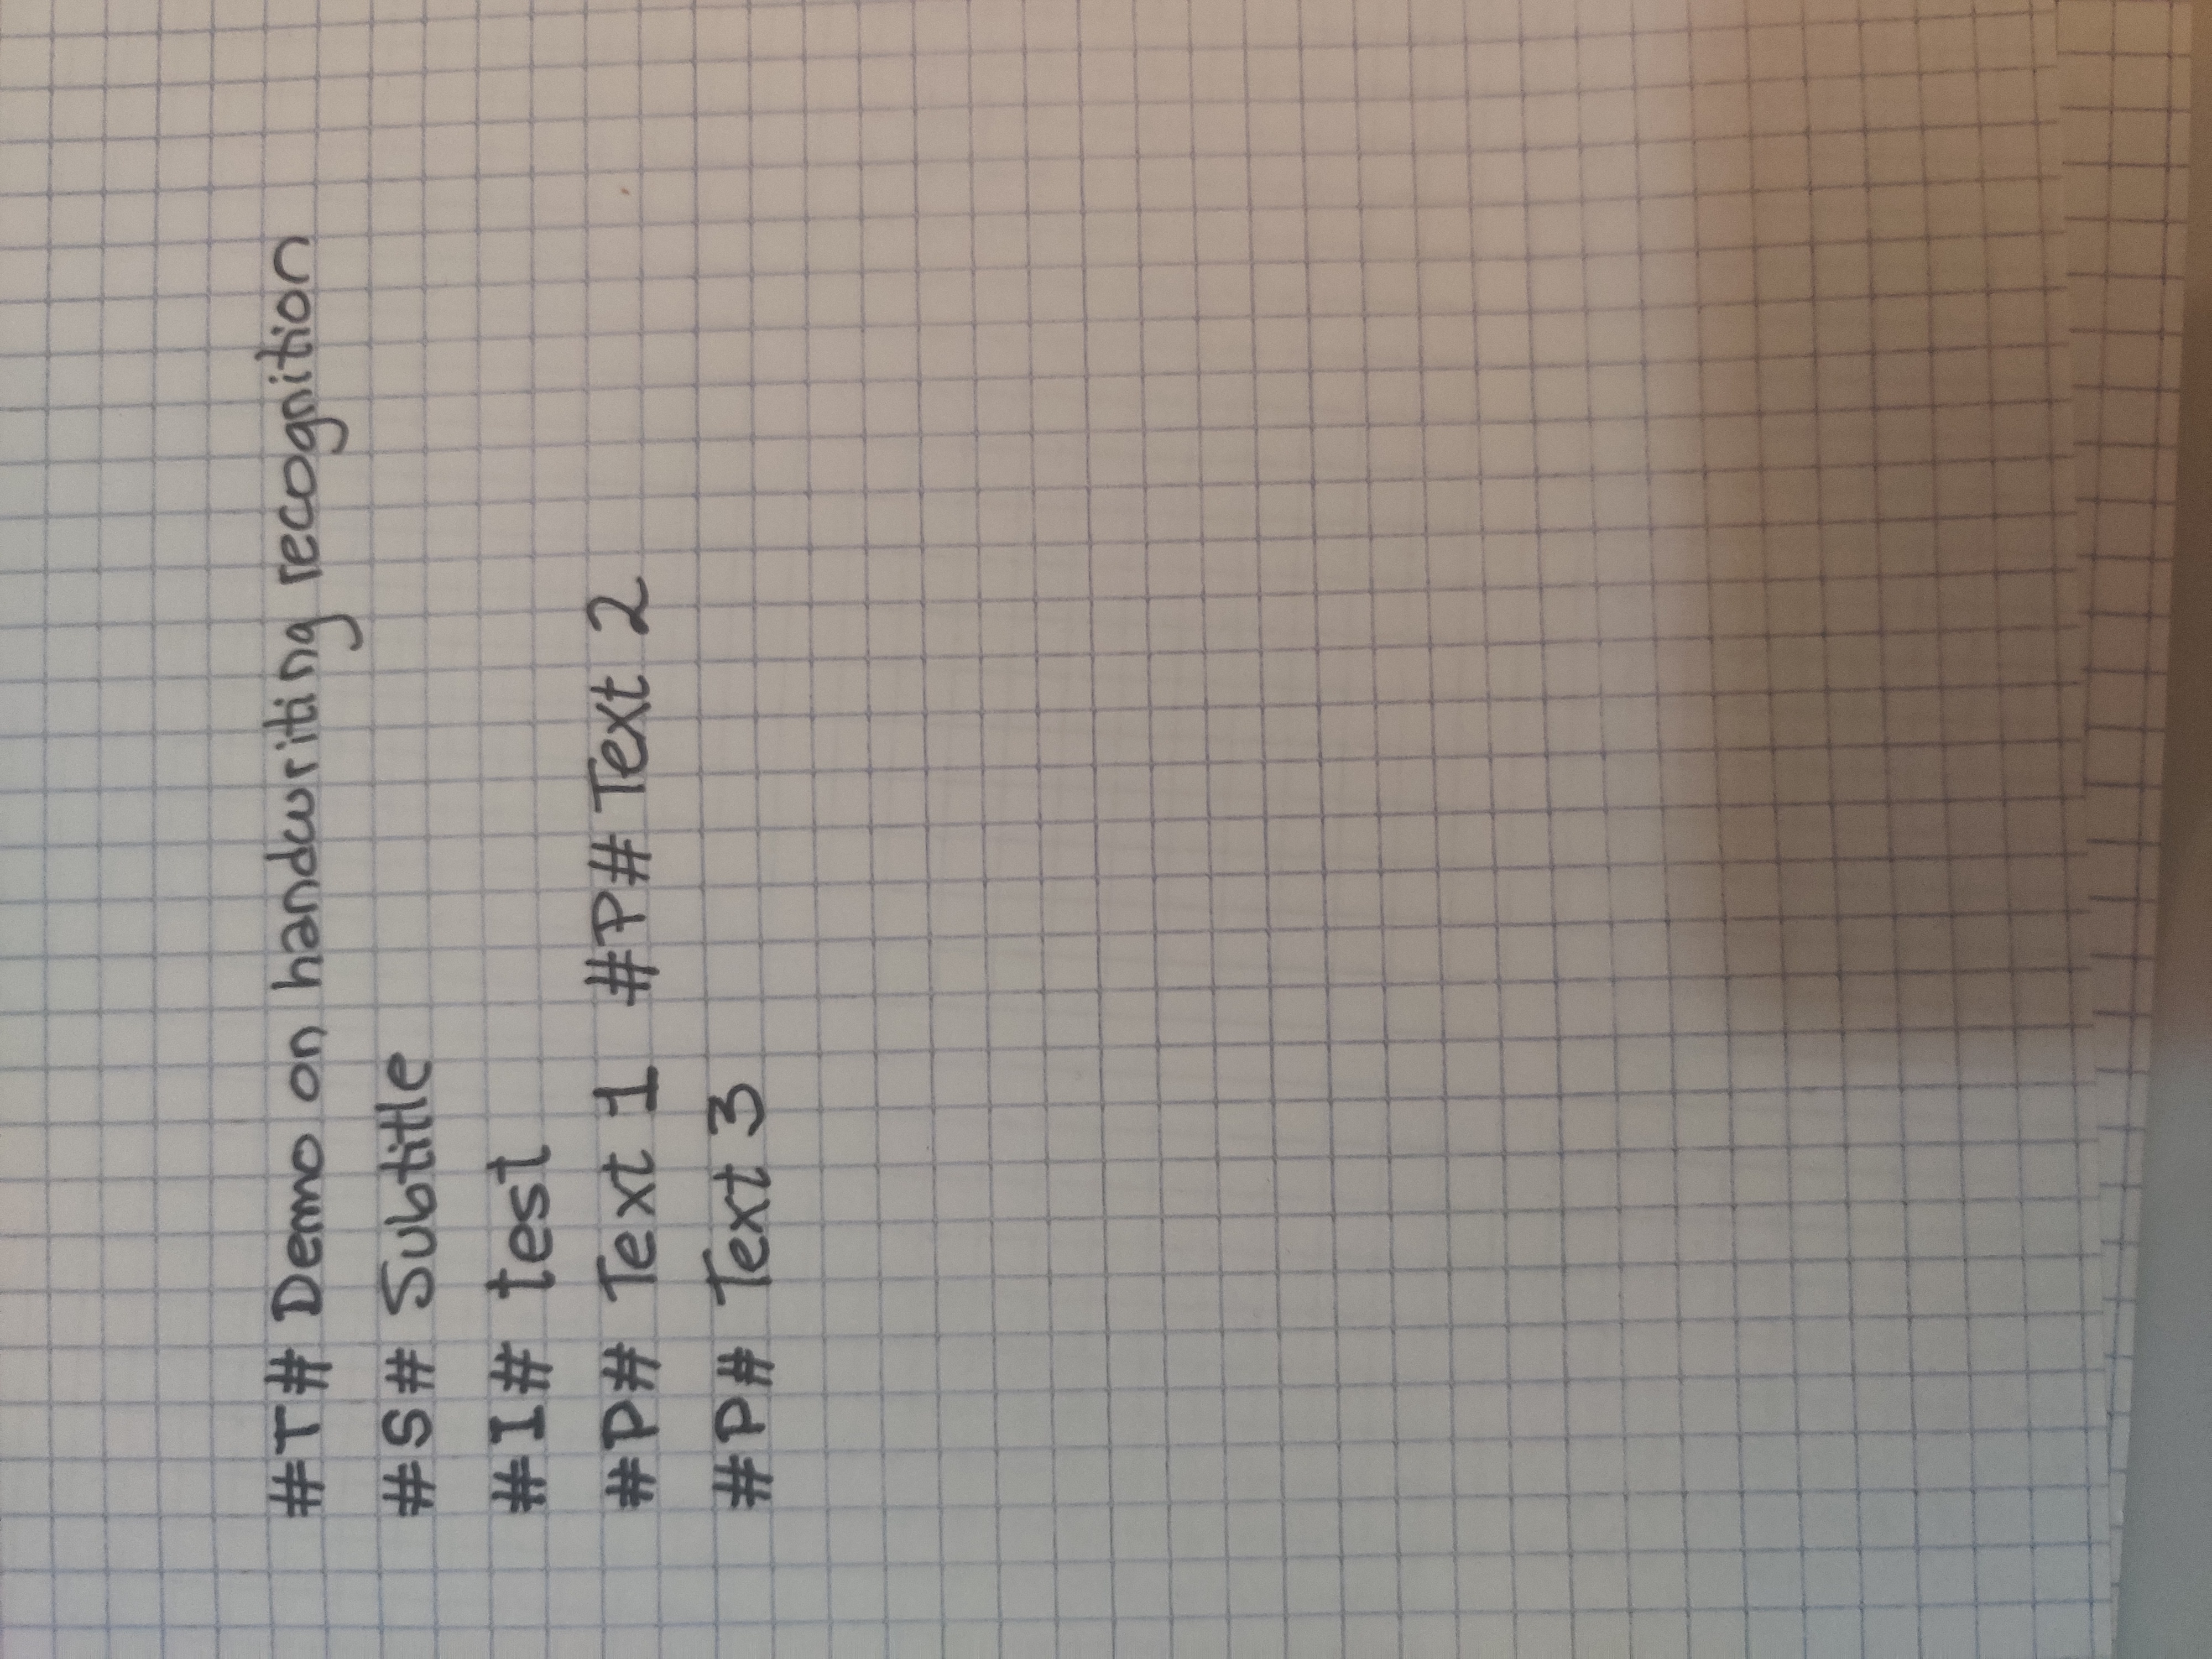 #T# Demo on handwriting recognition
#S# Subtitle
#I# test
#P# Text 1 #P# Text 2
#P# Text 3